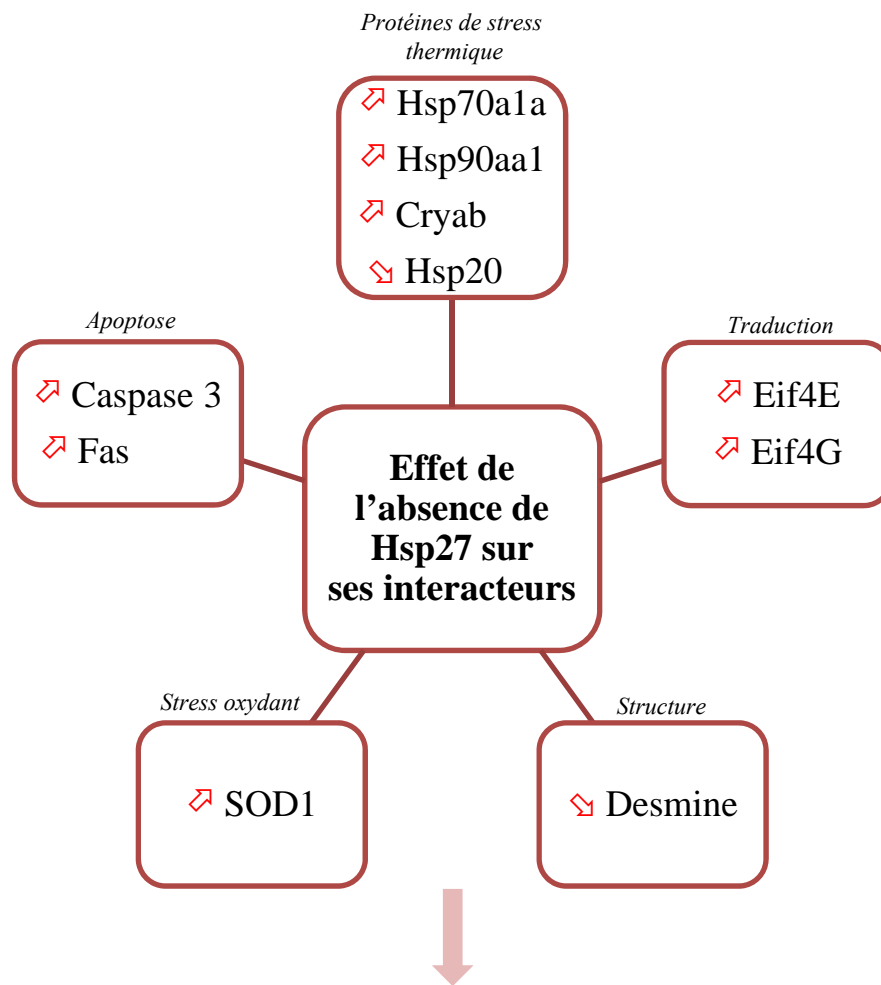 Protéines de stress
thermique
Hsp70a1a
Hsp90aa1
Cryab
Hsp20
Apoptose
Caspase 3
Fas
Traduction
Eif4E
Eif4G
Effet de
l’absence de
Hsp27 sur
ses interacteurs
Stress oxydant
SOD1
Structure
Desmine